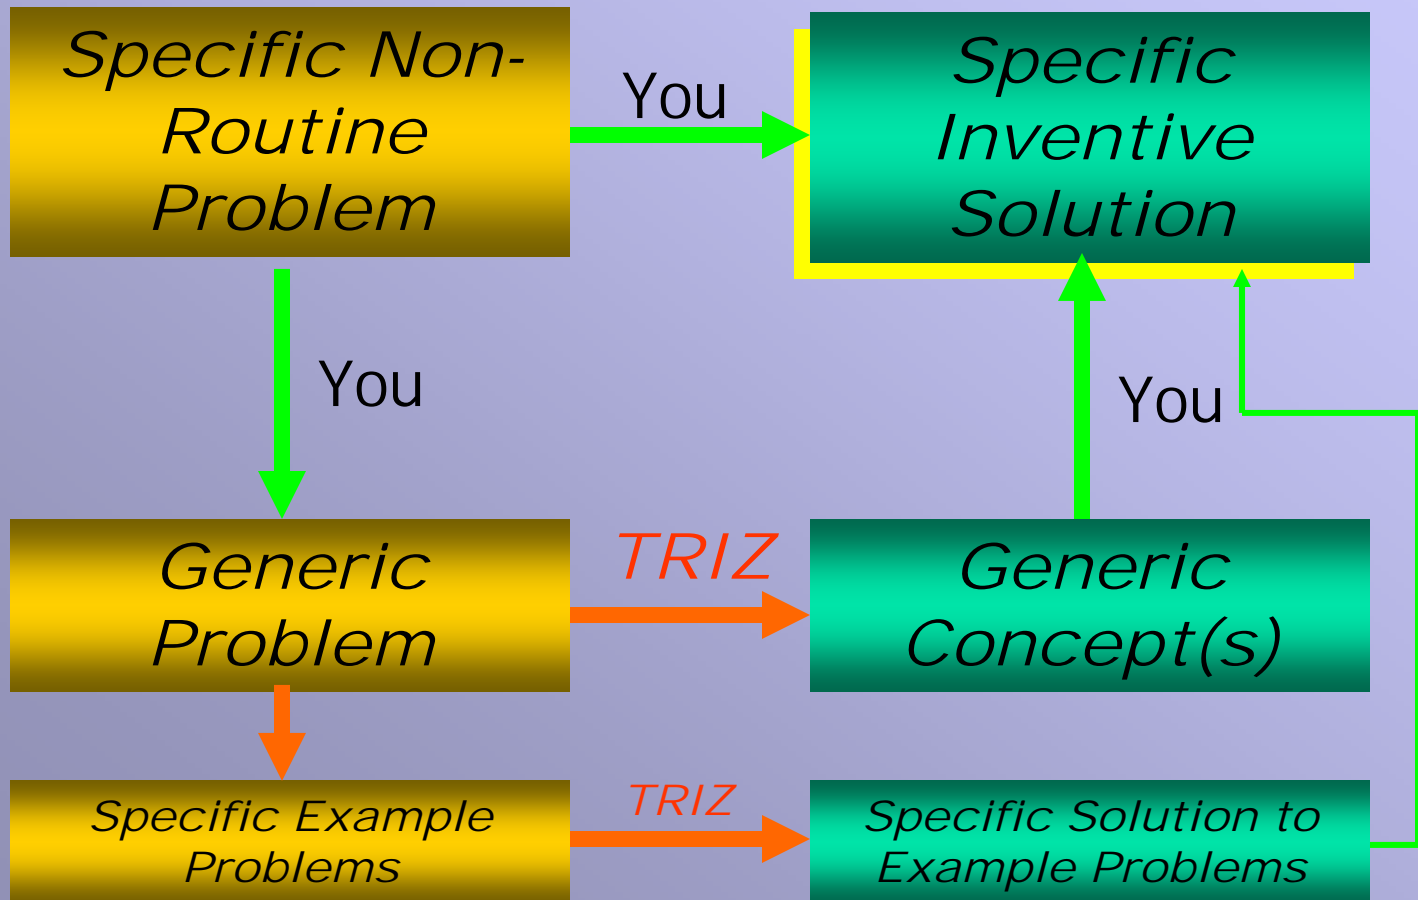 Specific Non-
Routine
Problem
You
Specific
Inventive
Solution
You
You
Generic
Problem
TRIZ
Generic
Concept(s)
Specific Example
Problems
TRIZ
Specific Solution to
Example Problems